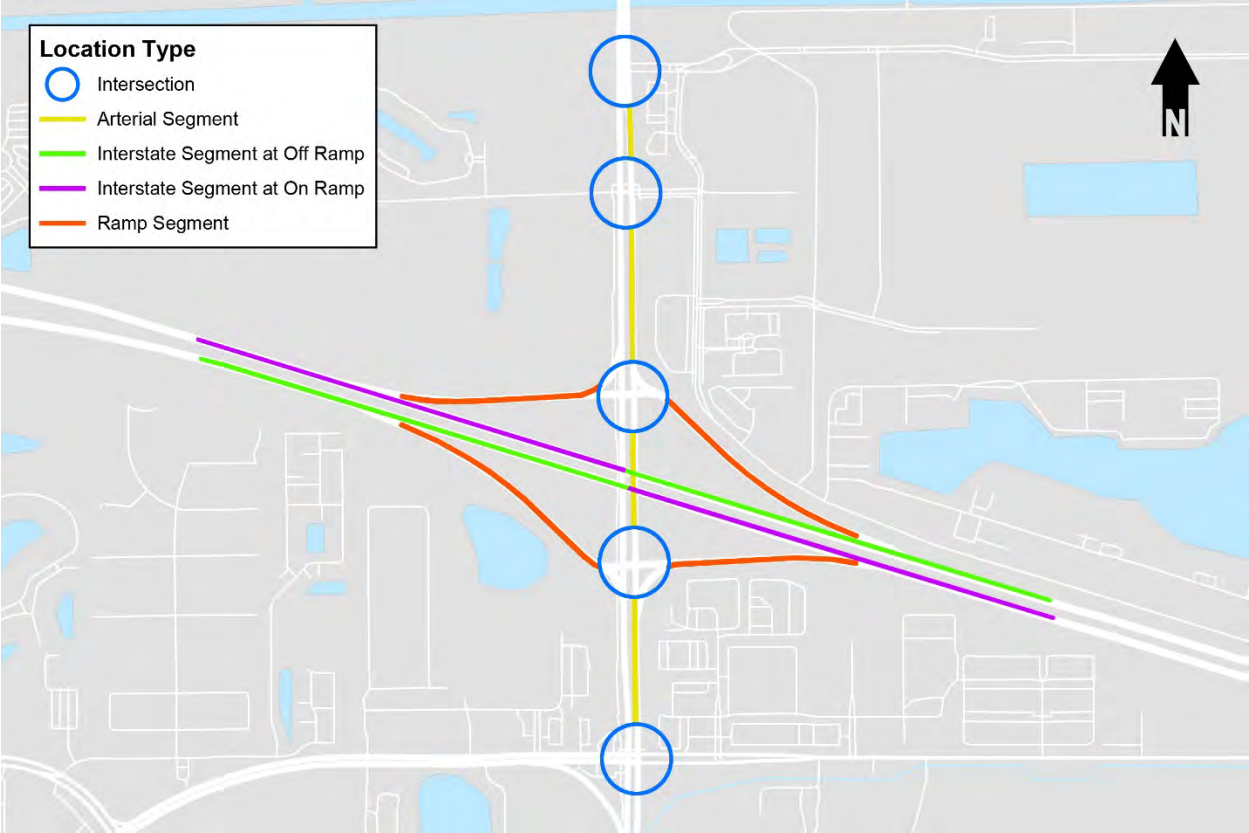 Location Type
Intersection
Arterial Segment
Interstate Segment at Off Ramp
Interstate Segment at On Ramp
Ramp Segment
N